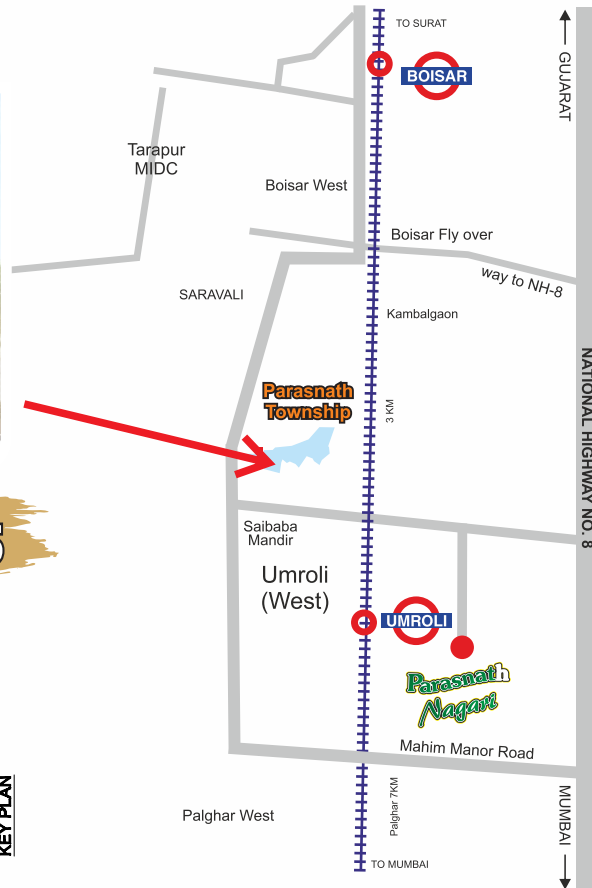 TO SURAT
BOISAR
GUJARAT
Tarapur
MIDC
Boisar West
Boisar Fly over
way to NH-8
SARAVALI
Kambalgaon
NATIONAL HIGHWAY NO. 8
Parasnath
Township
3 KM
Saibaba
Mandir
Umroli
(West)
UMROLI
Parasnath
Nagari
Mahim Manor Road
KEY PLAN
Palghar West
Palghar 7KM
MUMBAI
TO MUMBAI